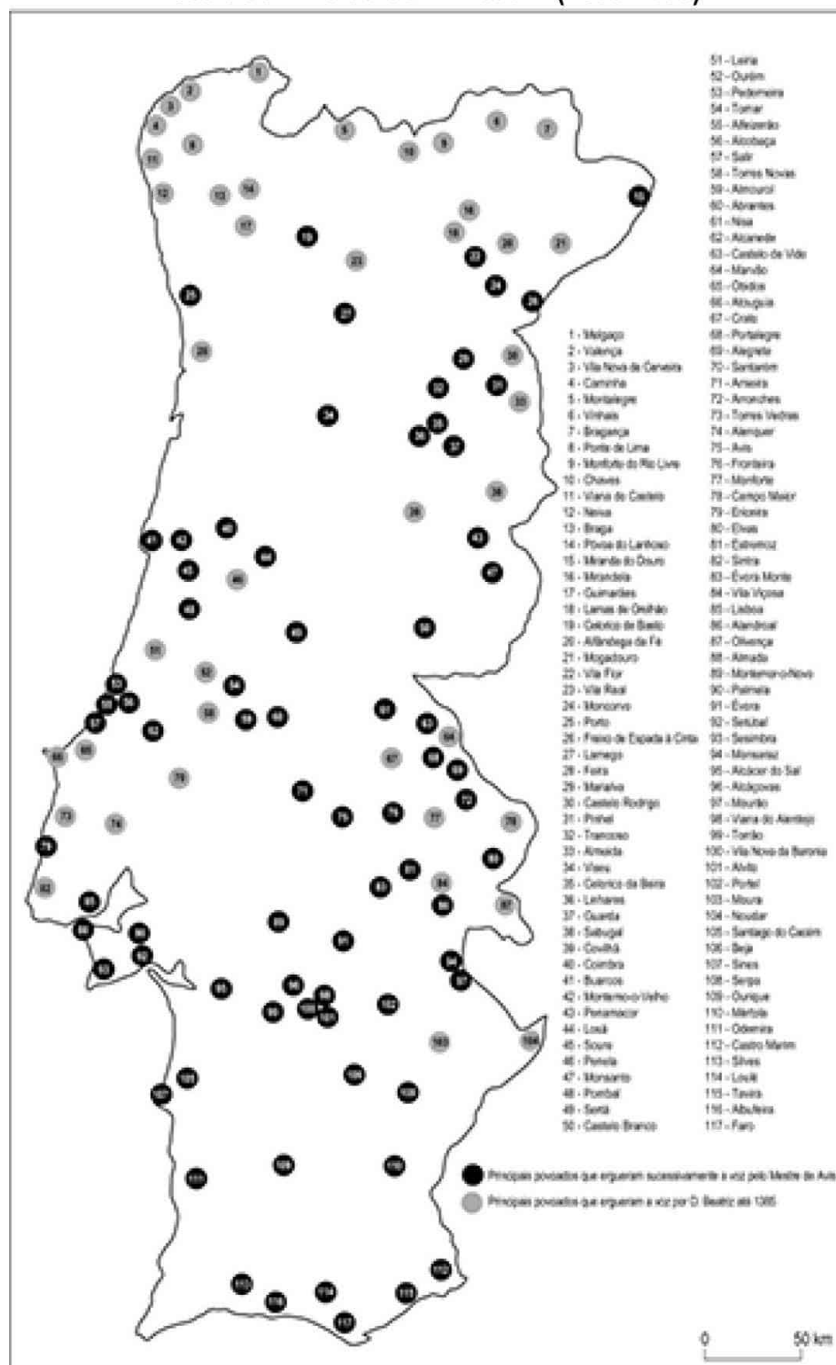 51 - Leiria
52 - Ourém
53 - Pederneira
54 - Tomar
55 - Alfeizerão
56 - Alcobaça
57 - Salir
58 - Torres Novas
59 - Almourol
60 - Abrantes
61 - Nisa
62 - Alcanede
63 - Castelo de Vide
64 - Marvão
65 - Óbidos
66 - Atouguia
67 - Crato
68 - Portalegre
69 - Alegrete
70 - Santarém
71 - Amieira
72 - Arronches
73 - Torres Vedras
74 - Alenquer
75 - Avis
76 - Fronteira
77 - Monforte
78 - Campo Maior
79 - Ericeira
80 - Elvas
81 - Estremoz
82 - Sintra
83 - Évora Monte
84 - Vila Viçosa
85 - Lisboa
86 - Alandroal
87 - Olivença
88 - Almada
89 - Montemor-o-Novo
90 - Palmela
91 - Évora
92 - Setúbal
93 - Sesimbra
94 - Monsaraz
95 - Alcácer do Sal
96 - Alcáçovas
97 - Mourão
98 - Viana do Alentejo
99 - Torrão
100 - Vila Nova da Baronia
101 - Alvito
102 - Portel
103 - Moura
104 - Noudar
105 - Santiago do Cacém
106 - Beja
107 - Sines
108 - Serpa
109 - Ourique
110 - Mértola
111 - Odemira
112 - Castro Marim
113 - Silves
114 - Loulé
115 - Tavira
116 - Albufeira
117 - Faro
1 - Melgaço
2 - Valença
3 - Vila Nova de Cerveira
4 - Caminha
5 - Montalegre
6 - Vinhais
7 - Bragança
8 - Ponte de Lima
9 - Monforte do Rio Livre
10 - Chaves
11 - Viana do Castelo
12 - Neiva
13 - Braga
14 - Póvoa do Lanhoso
15 - Miranda do Douro
16 - Mirandela
17 - Guimarães
18 - Lamas de Orelhão
19 - Celorico de Basto
20 - Alfândega da Fé
21 - Mogadouro
22 - Vila Flor
23 - Vila Real
24 - Moncorvo
25 - Porto
26 - Freixo de Espada à Cinta
27 - Lamego
28 - Feira
29 - Marialva
30 - Castelo Rodrigo
31 - Pinhel
32 - Trancoso
33 - Almeida
34 - Viseu
35 - Celorico da Beira
36 - Linhares
37 - Guarda
38 - Sabugal
39 - Covilhã
40 - Coimbra
41 - Buarcos
42 - Montemor-o-Velho
43 - Penamacor
44 - Lousã
45 - Soure
46 - Penela
47 - Monsanto
48 - Pombal
49 - Sertã
50 - Castelo Branco
Principais povoados que ergueram sucessivamente a voz pelo Mestre de Avis
Principais povoados que ergueram a voz por D. Beatriz até 1385
0 50 km